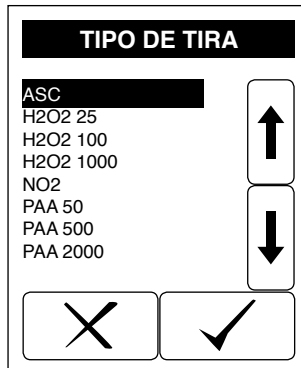 TIPO DE TIRA
ASC
H2O2 25
H2O2 100
H2O2 1000
NO2
PAA 50
PAA 500
PAA 2000